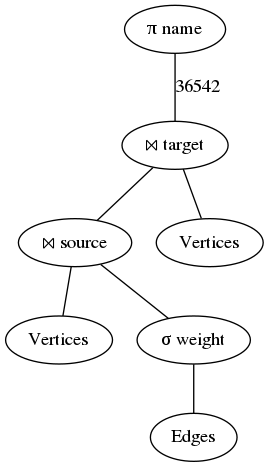 π name
36542
⋈ target
⋈ source
Vertices
Vertices
σ weight
Edges